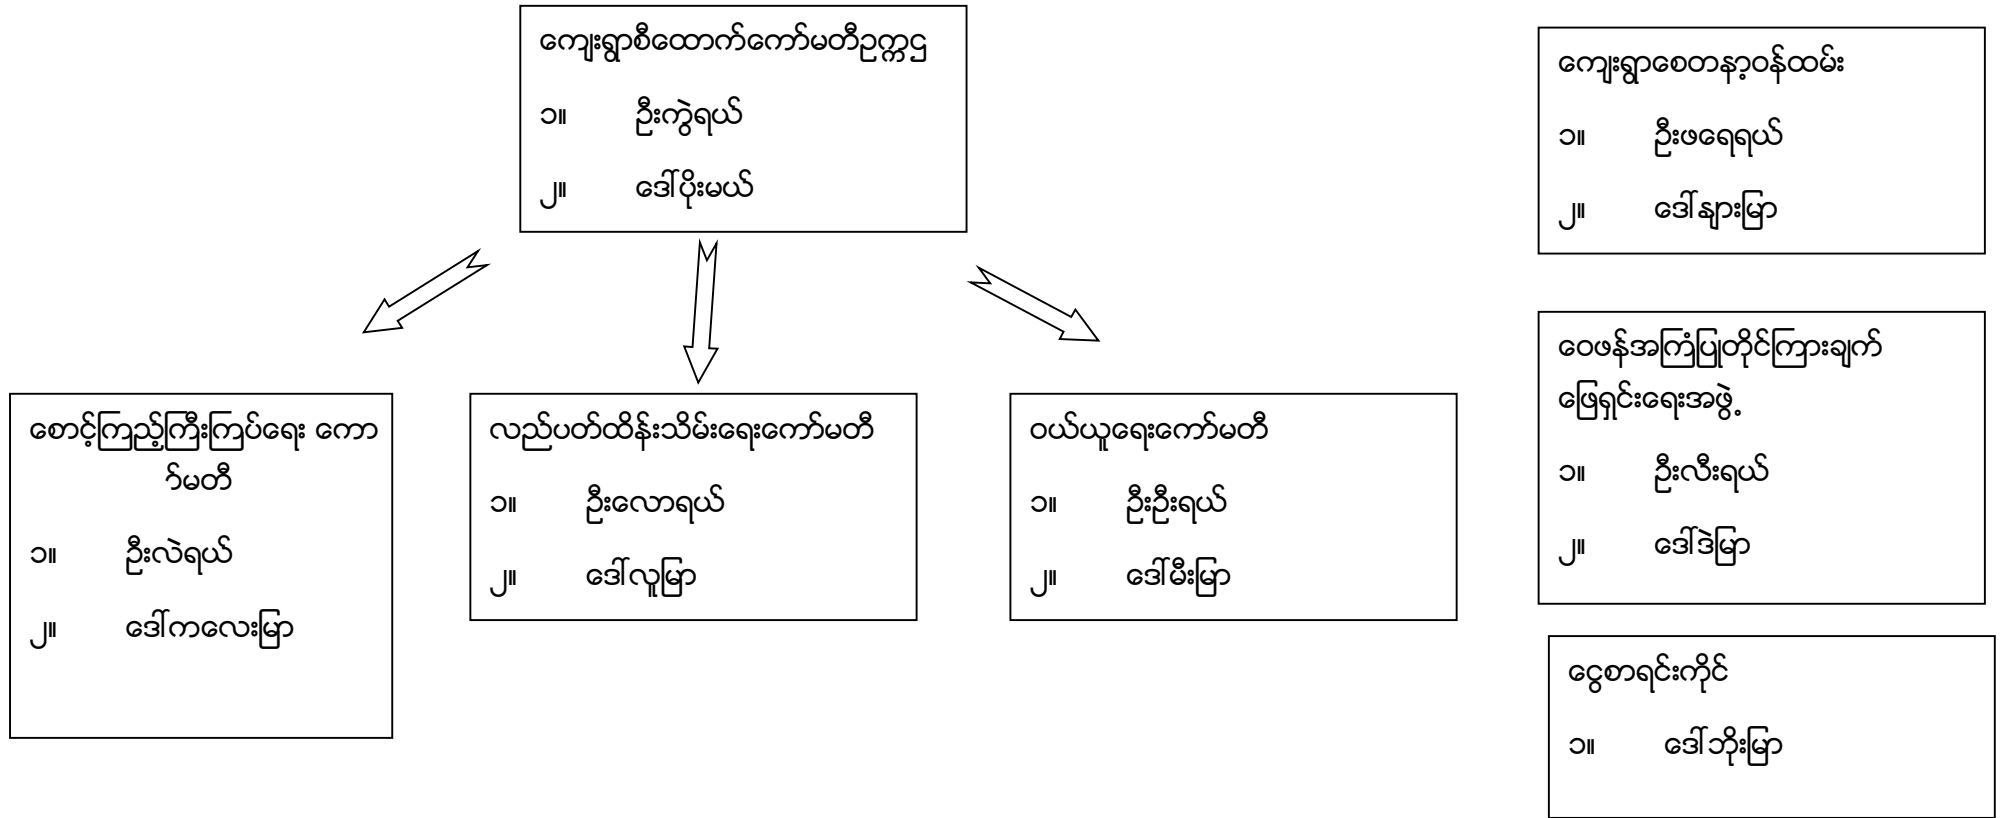 ကျေးရွာစီထောက်ကော်မတီဥက္ကဌ
၁။ ဦးကွဲရယ်
၂။ ဒေါ်ပိုးမယ်
ကျေးရွာစေတနာ့ဝန်ထမ်း
၁။ ဦးဖရေရယ်
၂။ ဒေါ်နျားမြာ
စောင့်ကြည့်ကြီးကြပ်ရေး ကော
်မတီ
၁။ ဦးလဲရယ်
၂။ ဒေါ်ကလေးမြာ
လည်ပတ်ထိန်းသိမ်းရေးကော်မတီ
၁။ ဦးလောရယ်
၂။ ဒေါ်လူမြာ
ဝယ်ယူရေးကော်မတီ
၁။ ဦးဦးရယ်
၂။ ဒေါ်မီးမြာ
ဝေဖန်အကြံပြုတိုင်ကြားချက်
ဖြေရှင်းရေးအဖွဲ့
၁။ ဦးလီးရယ်
၂။ ဒေါ်ဒဲမြာ
ငွေစာရင်းကိုင်
၁။ ဒေါ်ဘိုးမြာ